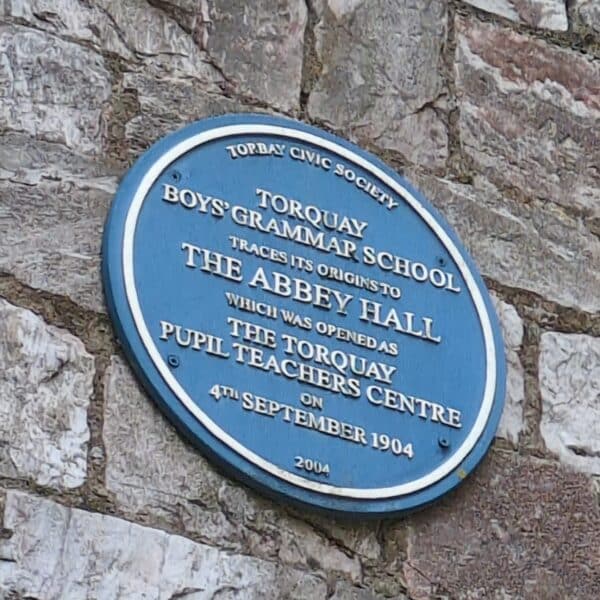 TORBAY CIVIC SOCIETY
TORQUAY
BOYS' GRAMMAR SCHOOL
TRACES ITS ORIGINS TO
THE ABBEY HALL
WHICH WAS OPENED AS
THE TORQUAY
PUPIL TEACHERS CENTRE
ON
4TH SEPTEMBER 1904
2004